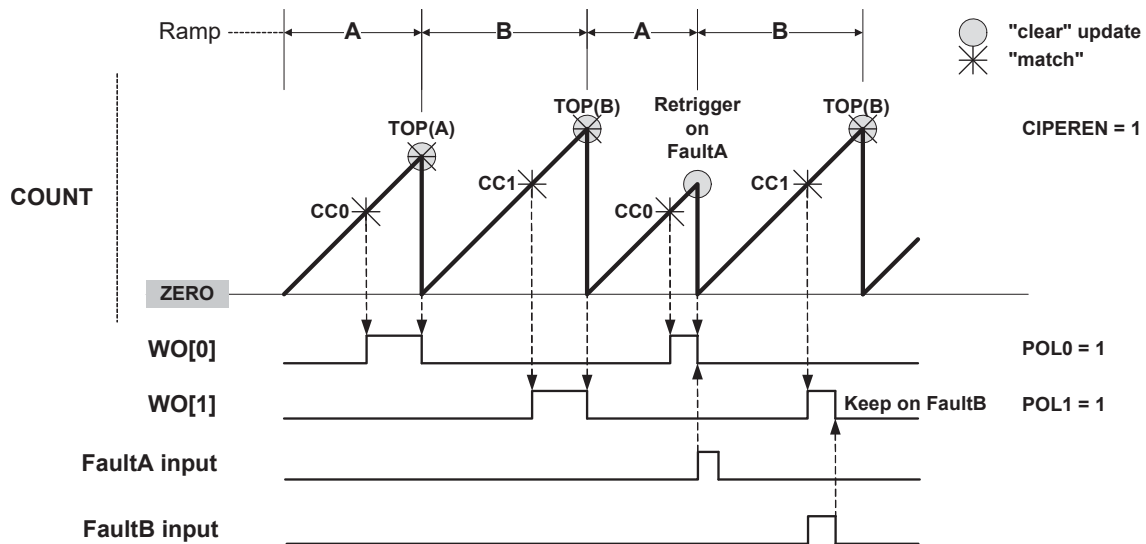 Ramp
A
B
A
B
"clear" update
"match"
TOP(A)
TOP(B)
Retrigger
on
FaultA
TOP(B)
CIPEREN = 1
COUNT
CC0
CC1
CC0
CC1
ZERO
WO[0]
POL0 = 1
WO[1]
Keep on FaultB
POL1 = 1
FaultA input
FaultB input